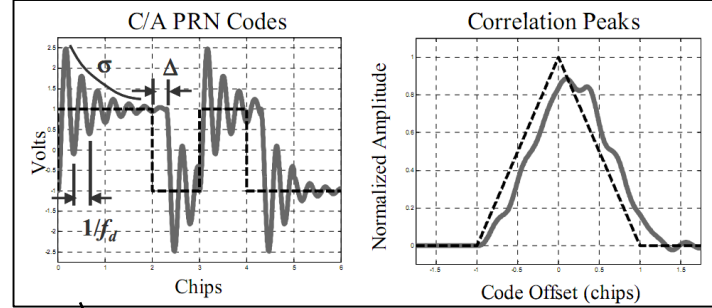 C/A PRN Codes
Correlation Peaks
2.5
2
1.5
1
0.5
0
-0.5
-1
-1.5
-2
-2.5
Volts
σ
Δ
1/fd
0 1 2 3 4 5 6
Chips
1
0.8
0.6
0.4
0.2
0
Normalized Amplitude
-1.5 -1 -0.5 0 0.5 1 1.5
Code Offset (chips)